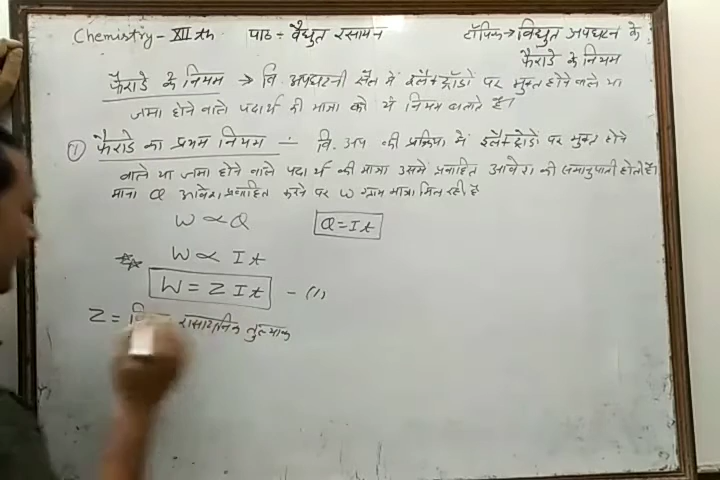 Chemistry - XII th पाठ - वैद्युत रसायन टॉपिक → विद्युत अपघटन के
फैराडे के नियम
फैराडे के नियम → वि. अपघटनी सेल में इलैक्ट्रॉडो पर मुक्त होने वाले या
जमा होने वाले पदार्थ की मात्रा को ये नियम बताते है।
① फैराडे का प्रथम नियम :- वि. अप की प्रक्रिया में इलैक्ट्रोडो पर मुक्त होने
वाले या जमा होने वाले पदार्थ की मात्रा उसमे प्रवाहित आवेश की समानुपाती होती है।
माना Q आवेश प्रवाहित करने पर W ग्राम मात्रा मिल रही है
W ∝ Q Q = It
W ∝ It
W = Z It - (1)
Z = रासायनिक तुल्यांक